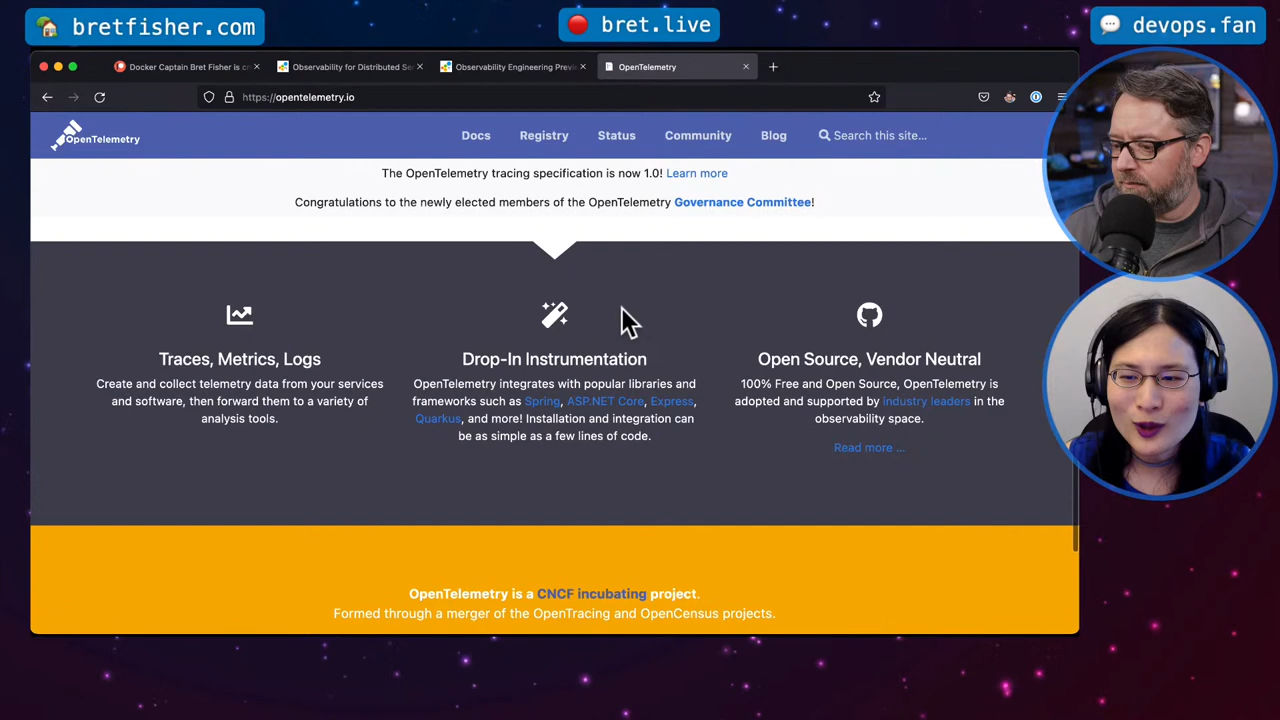 bretfisher.com
bret.live
devops.fan
Docker Captain Bret Fisher is cr
Observability for Distributed Se
Observability Engineering Previe
OpenTelemetry
https://opentelemetry.io
OpenTelemetry
Docs
Registry
Status
Community
Blog
Search this site…
The OpenTelemetry tracing specification is now 1.0! Learn more
Congratulations to the newly elected members of the OpenTelemetry Governance Committee!
Traces, Metrics, Logs
Create and collect telemetry data from your services
and software, then forward them to a variety of
analysis tools.
Drop-In Instrumentation
OpenTelemetry integrates with popular libraries and
frameworks such as Spring, ASP.NET Core, Express,
Quarkus, and more! Installation and integration can
be as simple as a few lines of code.
Open Source, Vendor Neutral
100% Free and Open Source, OpenTelemetry is
adopted and supported by industry leaders in the
observability space.
Read more ...
OpenTelemetry is a CNCF incubating project.
Formed through a merger of the OpenTracing and OpenCensus projects.